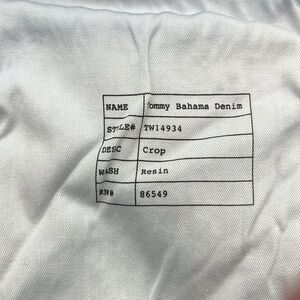 NAME Tommy Bahama Denim
STYLE# TW14934
DESC Crop
WASH Resin
RN# 86549